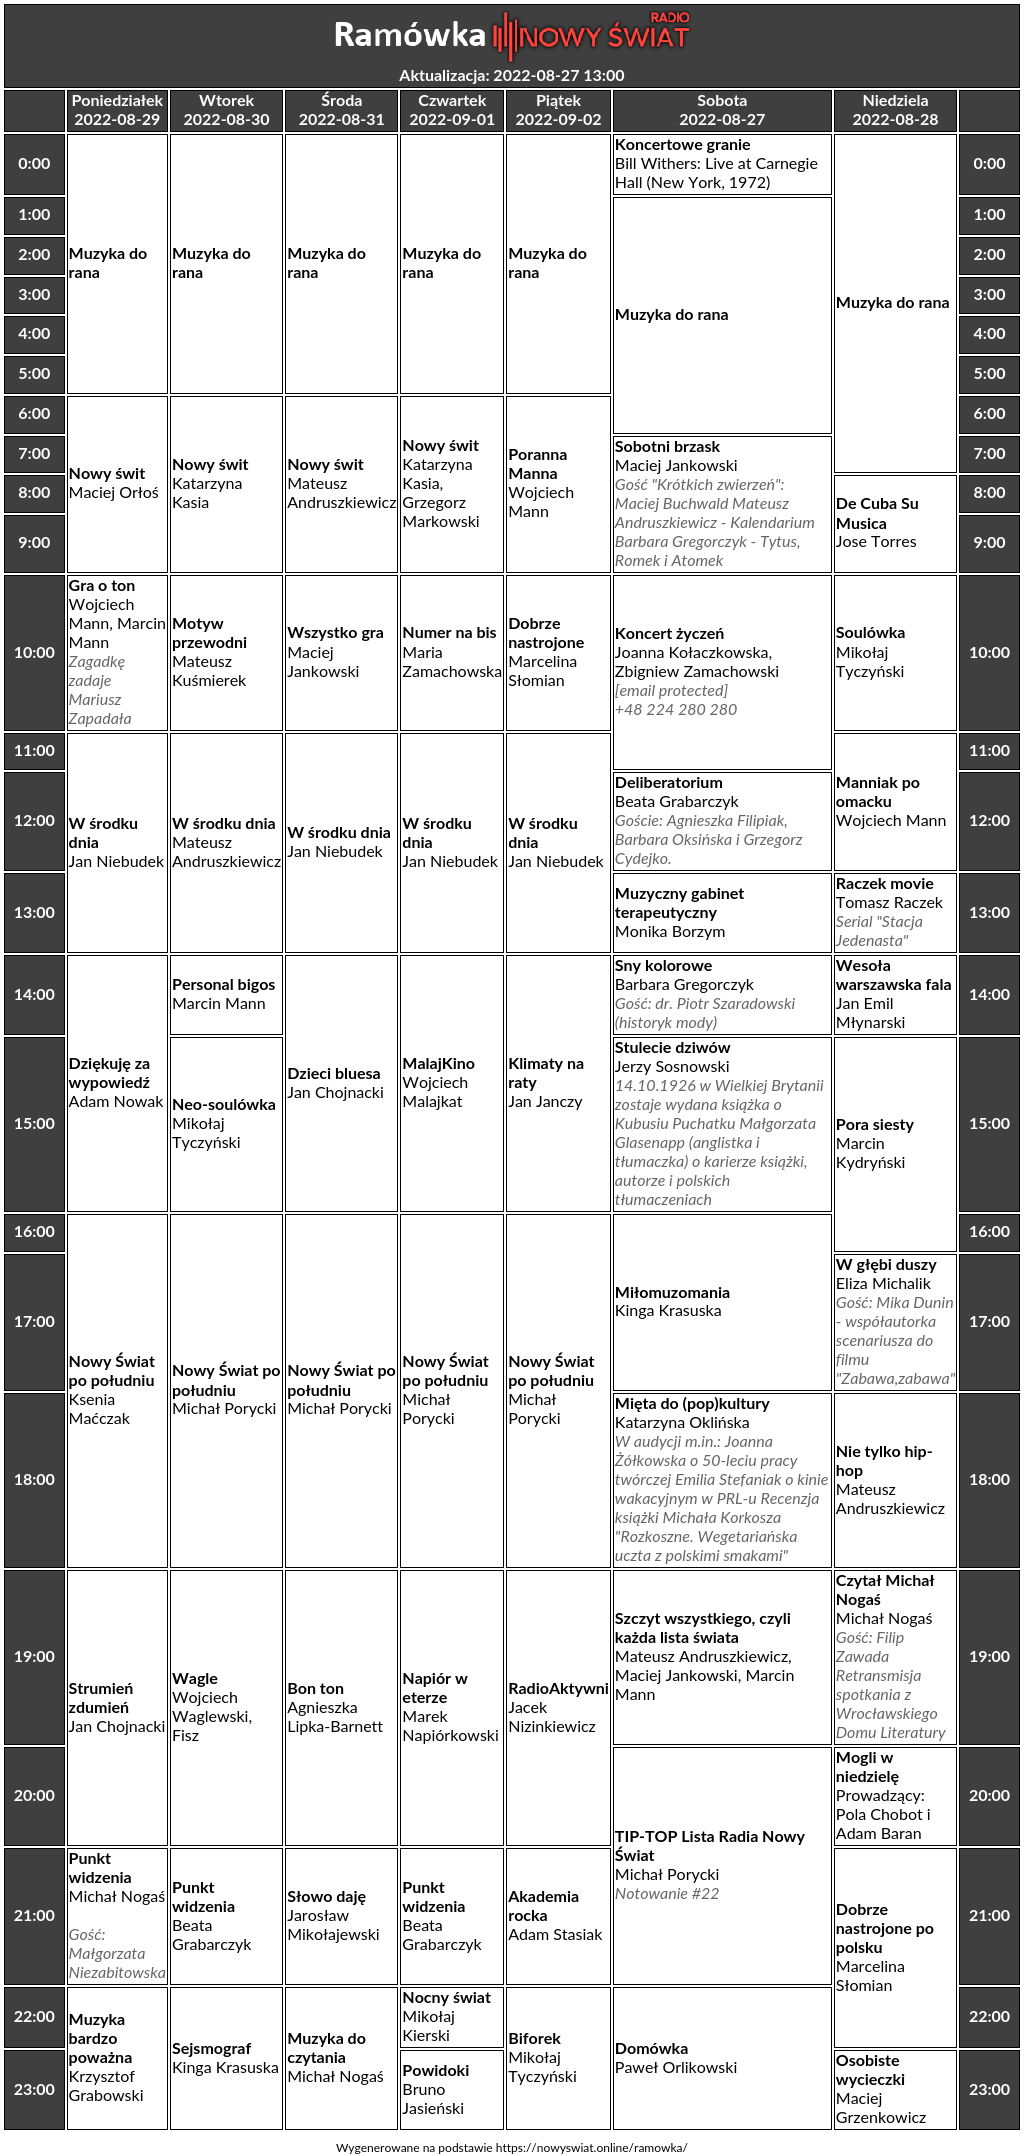 Ramówka RADIO NOWY ŚWIAT
Aktualizacja: 2022-08-27 13:00
Poniedziałek
2022-08-29
Wtorek
2022-08-30
Środa
2022-08-31
Czwartek
2022-09-01
Piątek
2022-09-02
Sobota
2022-08-27
Niedziela
2022-08-28
0:00
Muzyka do
rana
Muzyka do
rana
Muzyka do
rana
Muzyka do
rana
Muzyka do
rana
Koncertowe granie
Bill Withers: Live at Carnegie
Hall (New York, 1972)
Muzyka do rana
0:00
1:00
Muzyka do rana
1:00
2:00
2:00
3:00
3:00
4:00
4:00
5:00
5:00
6:00
Nowy świt
Maciej Orłoś
Nowy świt
Katarzyna
Kasia
Nowy świt
Mateusz
Andruszkiewicz
Nowy świt
Katarzyna
Kasia,
Grzegorz
Markowski
Poranna
Manna
Wojciech
Mann
6:00
7:00
Sobotni brzask
Maciej Jankowski
Gość "Krótkich zwierzeń":
Maciej Buchwald Mateusz
Andruszkiewicz - Kalendarium
Barbara Gregorczyk - Tytus,
Romek i Atomek
7:00
8:00
De Cuba Su
Musica
Jose Torres
8:00
9:00
9:00
10:00
Gra o ton
Wojciech
Mann, Marcin
Mann
Zagadkę
zadaje
Mariusz
Zapadała
Motyw
przewodni
Mateusz
Kuśmierek
Wszystko gra
Maciej
Jankowski
Numer na bis
Maria
Zamachowska
Dobrze
nastrojone
Marcelina
Słomian
Koncert życzeń
Joanna Kołaczkowska,
Zbigniew Zamachowski
[email protected]
+48 224 280 280
Soulówka
Mikołaj
Tyczyński
10:00
11:00
W środku
dnia
Jan Niebudek
W środku dnia
Mateusz
Andruszkiewicz
W środku dnia
Jan Niebudek
W środku
dnia
Jan Niebudek
W środku
dnia
Jan Niebudek
Manniak po
omacku
Wojciech Mann
11:00
12:00
Deliberatorium
Beata Grabarczyk
Goście: Agnieszka Filipiak,
Barbara Oksińska i Grzegorz
Cydejko.
12:00
13:00
Muzyczny gabinet
terapeutyczny
Monika Borzym
Raczek movie
Tomasz Raczek
Serial "Stacja
Jedenasta"
13:00
14:00
Dziękuję za
wypowiedź
Adam Nowak
Personal bigos
Marcin Mann
Dzieci bluesa
Jan Chojnacki
MalajKino
Wojciech
Malajkat
Klimaty na
raty
Jan Janczy
Sny kolorowe
Barbara Gregorczyk
Gość: dr. Piotr Szaradowski
(historyk mody)
Wesoła
warszawska fala
Jan Emil
Młynarski
14:00
15:00
Neo-soulówka
Mikołaj
Tyczyński
Stulecie dziwów
Jerzy Sosnowski
14.10.1926 w Wielkiej Brytanii
zostaje wydana książka o
Kubusiu Puchatku Małgorzata
Glasenapp (anglistka i
tłumaczka) o karierze książki,
autorze i polskich
tłumaczeniach
Pora siesty
Marcin
Kydryński
15:00
16:00
Nowy Świat
po południu
Ksenia
Maćczak
Nowy Świat po
południu
Michał Porycki
Nowy Świat po
południu
Michał Porycki
Nowy Świat
po południu
Michał
Porycki
Nowy Świat
po południu
Michał
Porycki
Miłomuzomania
Kinga Krasuska
16:00
17:00
W głębi duszy
Eliza Michalik
Gość: Mika Dunin
- współautorka
scenariusza do
filmu
"Zabawa,zabawa"
17:00
18:00
Mięta do (pop)kultury
Katarzyna Oklińska
W audycji m.in.: Joanna
Żółkowska o 50-leciu pracy
twórczej Emilia Stefaniak o kinie
wakacyjnym w PRL-u Recenzja
książki Michała Korkosza
"Rozkoszne. Wegetariańska
uczta z polskimi smakami"
Nie tylko hip-
hop
Mateusz
Andruszkiewicz
18:00
19:00
Strumień
zdumień
Jan Chojnacki
Wagle
Wojciech
Waglewski,
Fisz
Bon ton
Agnieszka
Lipka-Barnett
Napiór w
eterze
Marek
Napiórkowski
RadioAktywni
Jacek
Nizinkiewicz
Szczyt wszystkiego, czyli
każda lista świata
Mateusz Andruszkiewicz,
Maciej Jankowski, Marcin
Mann
Czytał Michał
Nogaś
Michał Nogaś
Gość: Filip
Zawada
Retransmisja
spotkania z
Wrocławskiego
Domu Literatury
19:00
20:00
TIP-TOP Lista Radia Nowy
Świat
Michał Porycki
Notowanie #22
Mogli w
niedzielę
Prowadzący:
Pola Chobot i
Adam Baran
20:00
21:00
Punkt
widzenia
Michał Nogaś
Gość:
Małgorzata
Niezabitowska
Punkt
widzenia
Beata
Grabarczyk
Słowo daję
Jarosław
Mikołajewski
Punkt
widzenia
Beata
Grabarczyk
Akademia
rocka
Adam Stasiak
Dobrze
nastrojone po
polsku
Marcelina
Słomian
21:00
22:00
Muzyka
bardzo
poważna
Krzysztof
Grabowski
Sejsmograf
Kinga Krasuska
Muzyka do
czytania
Michał Nogaś
Nocny świat
Mikołaj
Kierski
Biforek
Mikołaj
Tyczyński
Domówka
Paweł Orlikowski
22:00
23:00
Powidoki
Bruno
Jasieński
Osobiste
wycieczki
Maciej
Grzenkowicz
23:00
Wygenerowane na podstawie https://nowyswiat.online/ramowka/